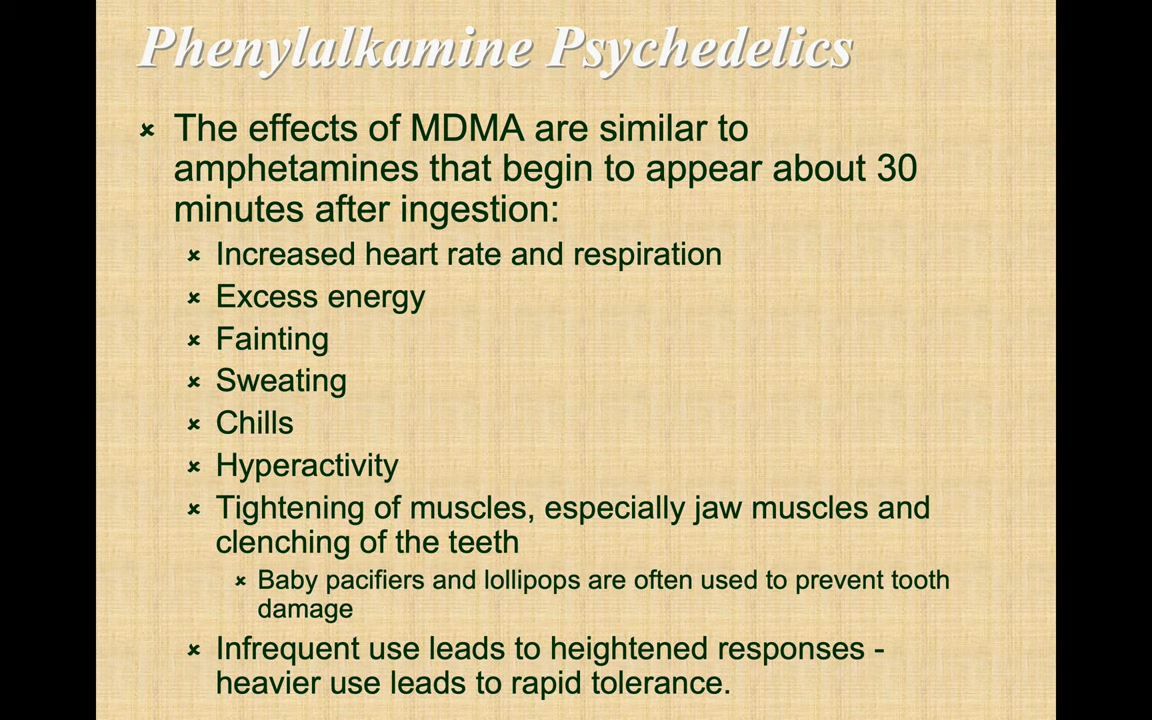 Phenylalkamine Psychedelics
The effects of MDMA are similar to
amphetamines that begin to appear about 30
minutes after ingestion:
Increased heart rate and respiration
Excess energy
Fainting
Sweating
Chills
Hyperactivity
Tightening of muscles, especially jaw muscles and
clenching of the teeth
Baby pacifiers and lollipops are often used to prevent tooth
damage
Infrequent use leads to heightened responses -
heavier use leads to rapid tolerance.